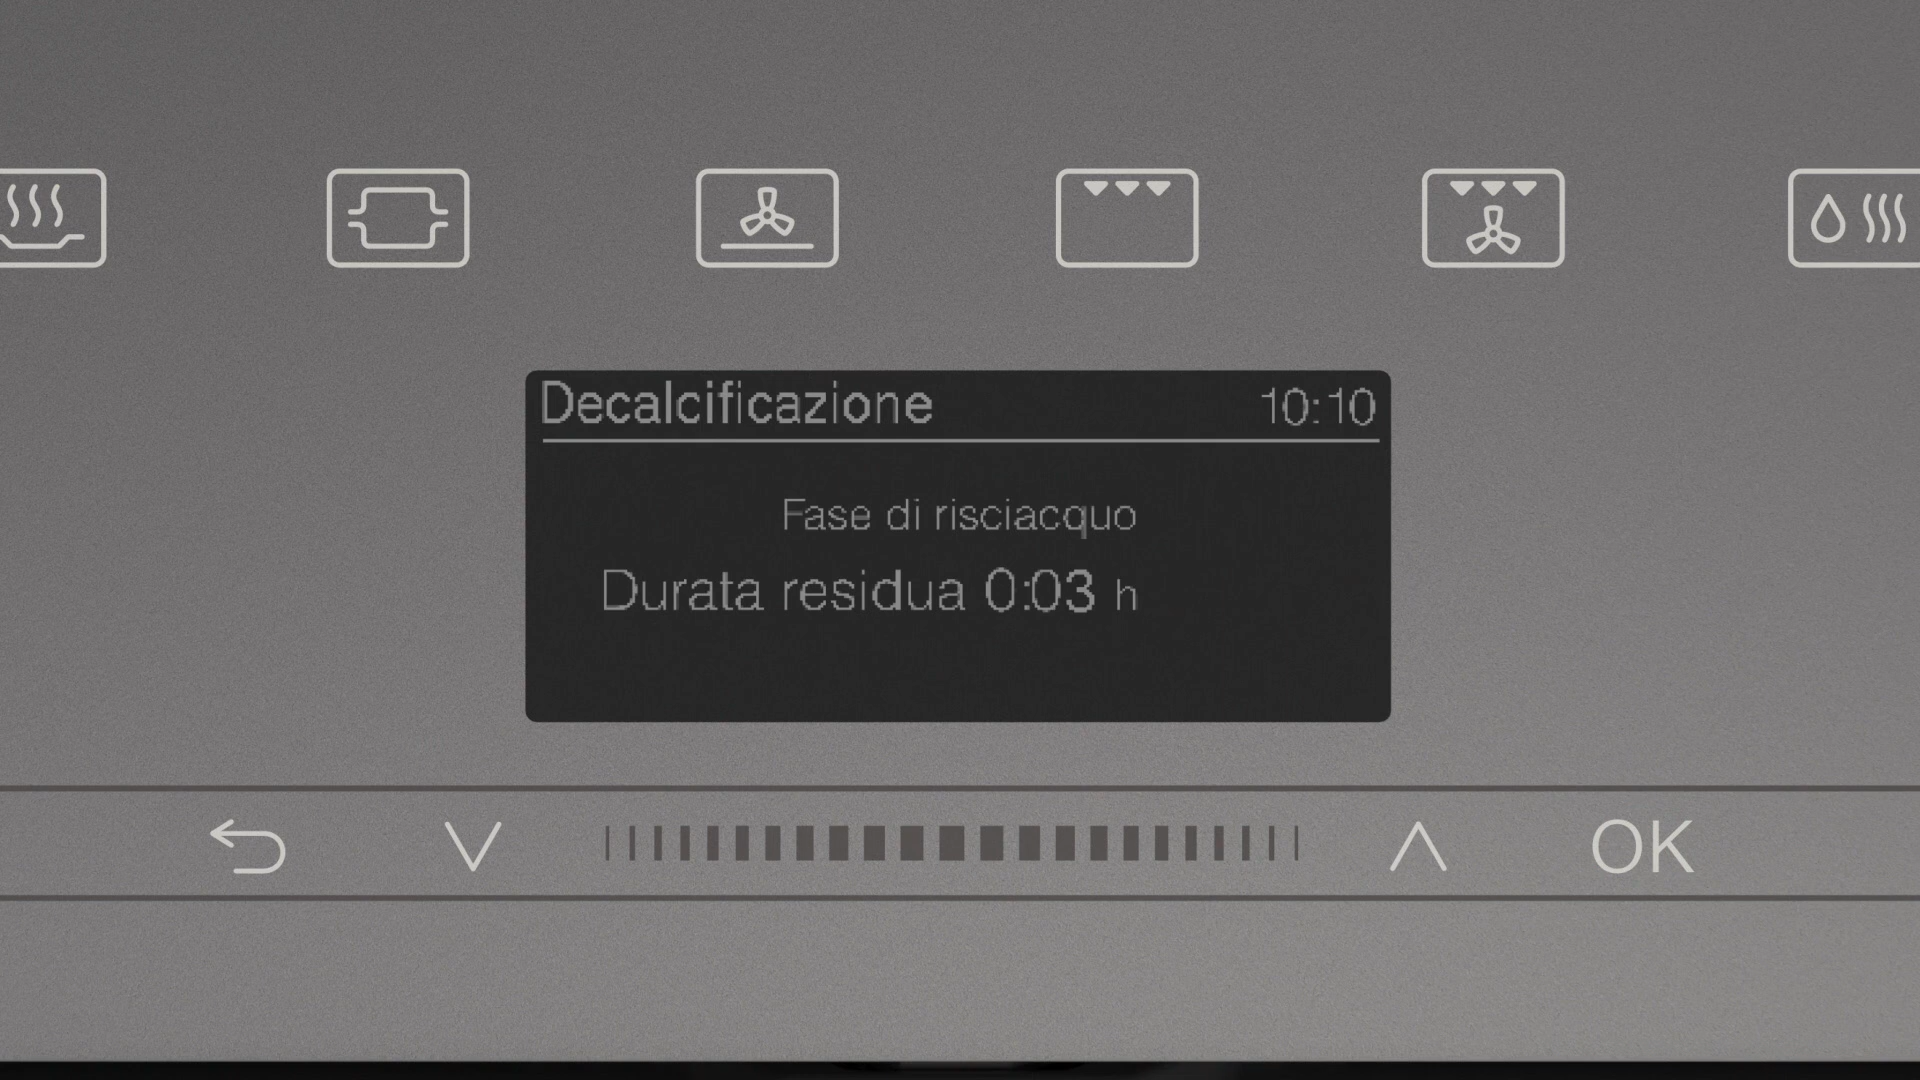 Decalcificazione 10:10
Fase di risciacquo
Durata residua 0:03 h
OK